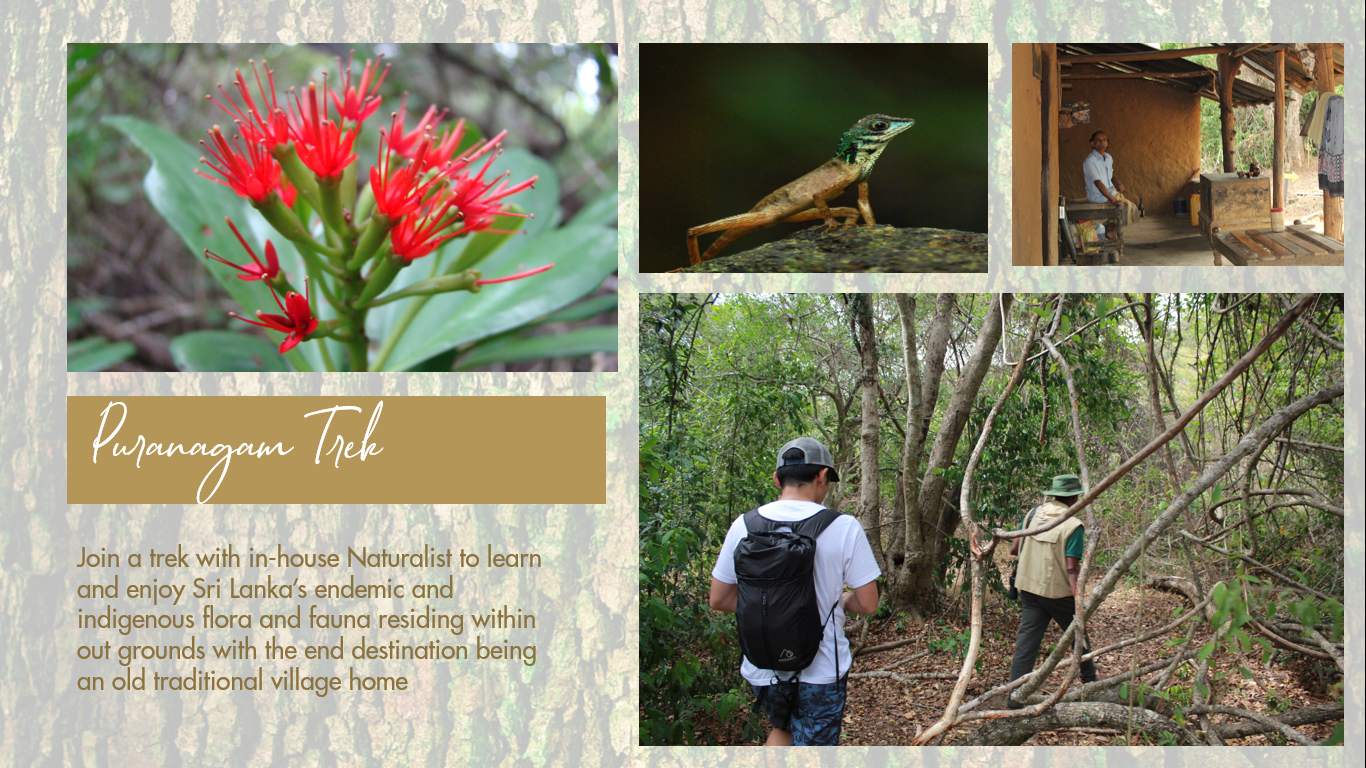 Puranagam Trek
Join a trek with in-house Naturalist to learn
and enjoy Sri Lanka’s endemic and
indigenous flora and fauna residing within
out grounds with the end destination being
an old traditional village home